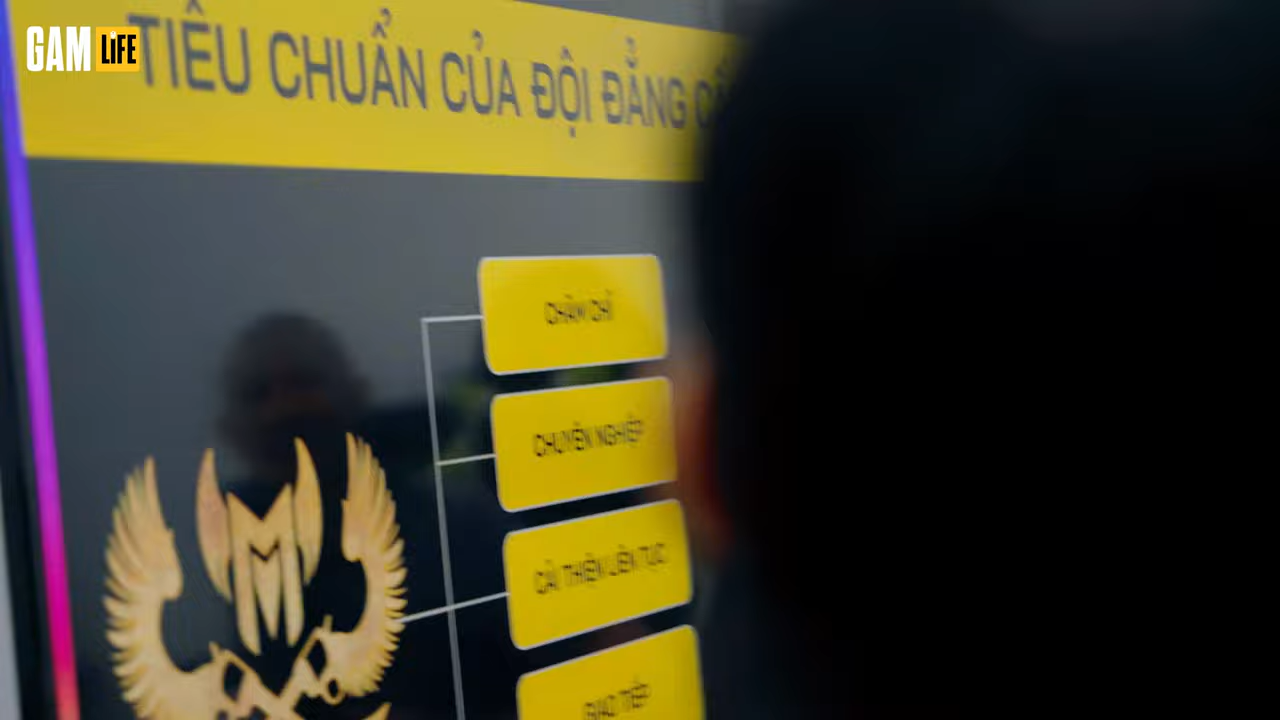 GAM LIFE
TIÊU CHUẨN CỦA ĐỘI ĐẲNG
CHĂM CHỈ
CHUYÊN NGHIỆP
CẢI THIỆN LIÊN TỤC
GIAO TIẾP